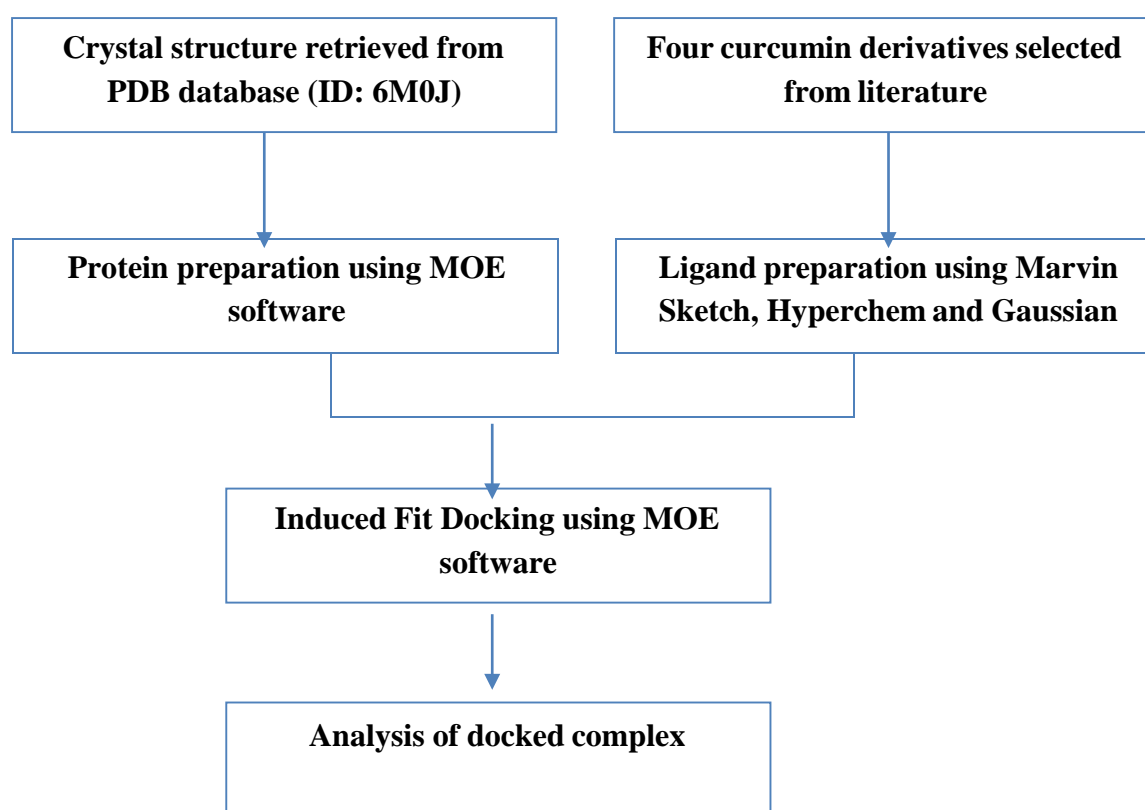 Crystal structure retrieved from
PDB database (ID: 6M0J)
Four curcumin derivatives selected
from literature
Protein preparation using MOE
software
Ligand preparation using Marvin
Sketch, Hyperchem and Gaussian
Induced Fit Docking using MOE
software
Analysis of docked complex